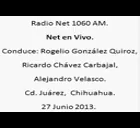 Radio Net 1060 AM.
Net en Vivo.
Conduce: Rogelio González Quiroz,
Ricardo Chávez Carbajal,
Alejandro Velasco.
Cd. Juárez, Chihuahua.
27 Junio 2013.